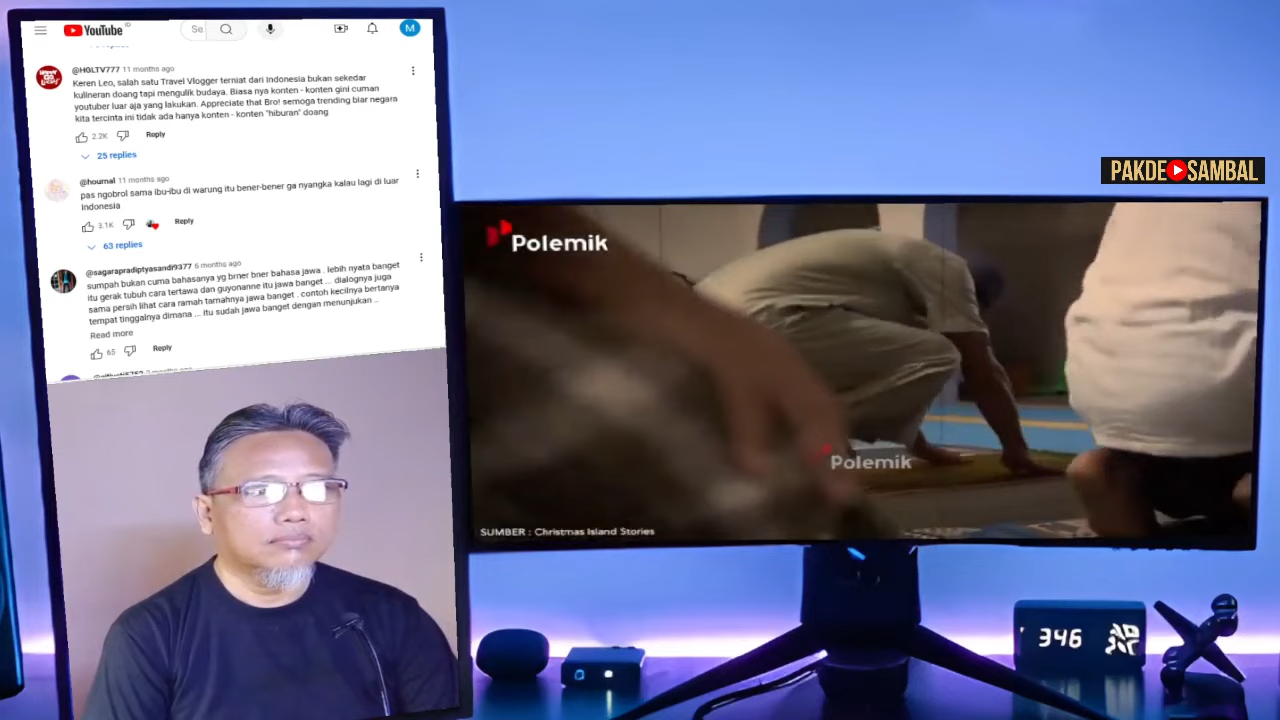 YouTube ID
Se
M
@HGLTV777 11 months ago
Keren Leo, salah satu Travel Vlogger terniat dari Indonesia bukan sekedar
kulineran doang tapi mengulik budaya. Biasa nya konten - konten gini cuman
youtuber luar aja yang lakukan. Appreciate that Bro! semoga trending biar negara
kita tercinta ini tidak ada hanya konten - konten "hiburan" doang
2.2K Reply
25 replies
@hournal 11 months ago
pas ngobrol sama ibu-ibu di warung itu bener-bener ga nyangka kalau lagi di luar
Indonesia
3.1K Reply
63 replies
@sagarapradiptyasandi9377 6 months ago
sumpah bukan cuma bahasanya yg brner bner bahasa jawa . lebih nyata banget
itu gerak tubuh cara tertawa dan guyonanne itu jawa banget ... dialognya juga
sama persih lihat cara ramah tamahnya jawa banget . contoh kecilnya bertanya
tempat tinggalnya dimana ... itu sudah jawa banget dengan menunjukan ..
Read more
65 Reply
PAKDE SAMBAL
Polemik
Polemik
SUMBER : Christmas Island Stories
346